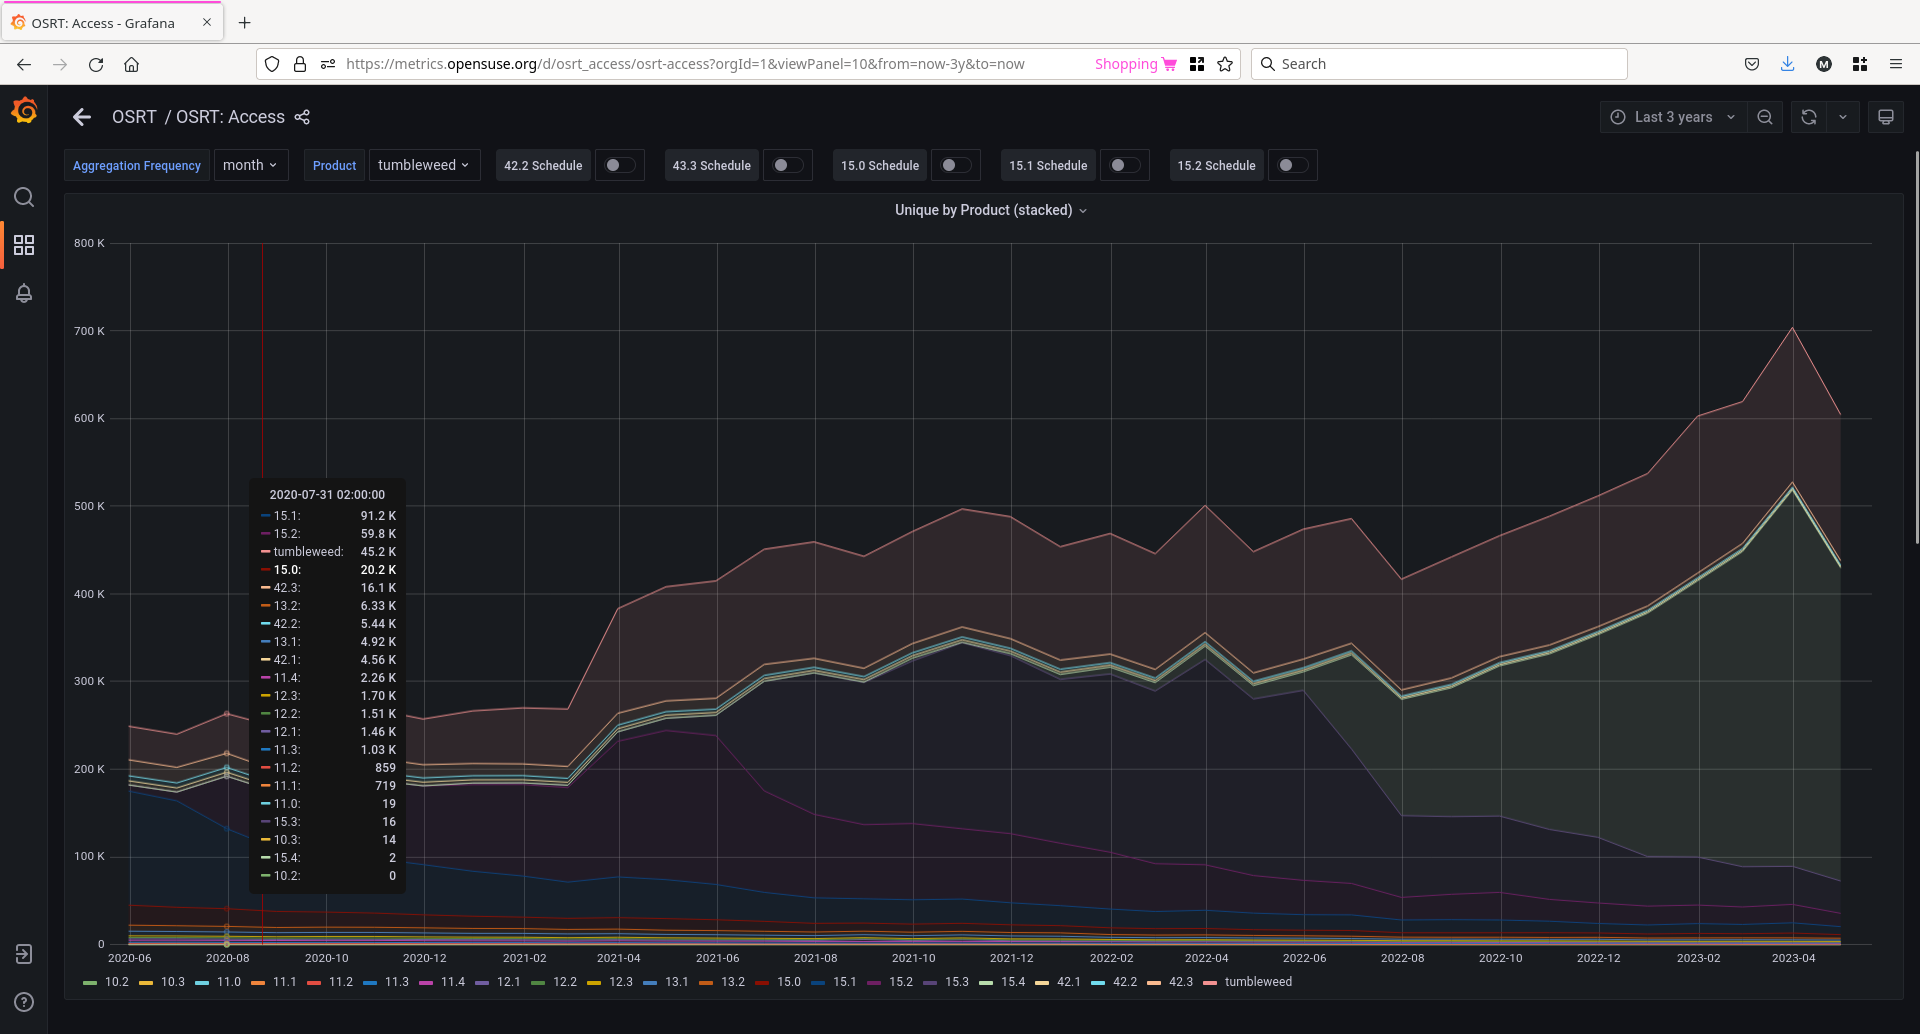 OSRT: Access - Grafana
https://metrics.opensuse.org/d/osrt_access/osrt-access?orgId=1&viewPanel=10&from=now-3y&to=now
Shopping
Search
M
OSRT / OSRT: Access
Last 3 years
Aggregation Frequency month Product tumbleweed 42.2 Schedule 43.3 Schedule 15.0 Schedule 15.1 Schedule 15.2 Schedule
Unique by Product (stacked)
800 K
700 K
600 K
500 K
400 K
300 K
200 K
100 K
0
2020-07-31 02:00:00
15.1: 91.2 K
15.2: 59.8 K
tumbleweed: 45.2 K
15.0: 20.2 K
42.3: 16.1 K
13.2: 6.33 K
42.2: 5.44 K
13.1: 4.92 K
42.1: 4.56 K
11.4: 2.26 K
12.3: 1.70 K
12.2: 1.51 K
12.1: 1.46 K
11.3: 1.03 K
11.2: 859
11.1: 719
11.0: 19
15.3: 16
10.3: 14
15.4: 2
10.2: 0
2020-06 2020-08 2020-10 2020-12 2021-02 2021-04 2021-06 2021-08 2021-10 2021-12 2022-02 2022-04 2022-06 2022-08 2022-10 2022-12 2023-02 2023-04
10.2 10.3 11.0 11.1 11.2 11.3 11.4 12.1 12.2 12.3 13.1 13.2 15.0 15.1 15.2 15.3 15.4 42.1 42.2 42.3 tumbleweed